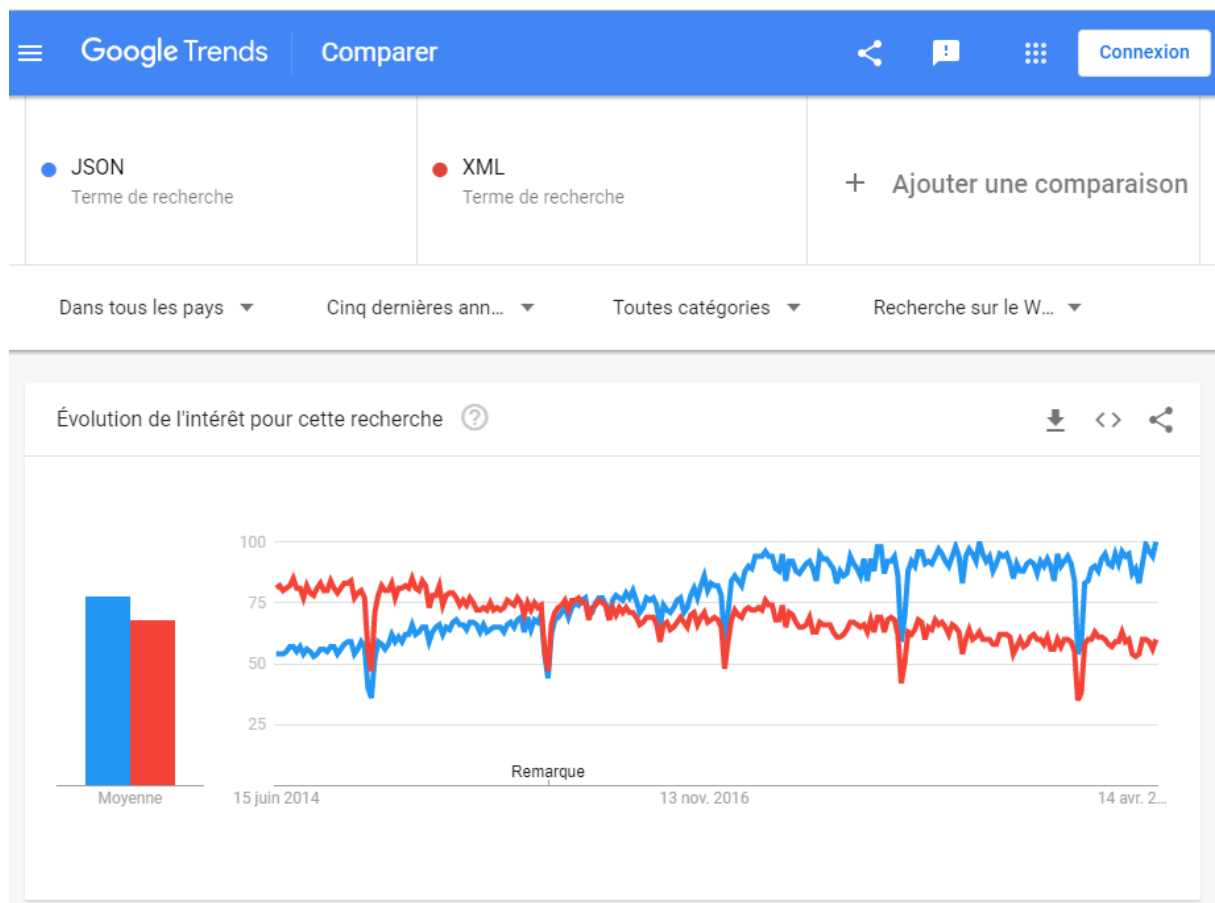 Google Trends Comparer Connexion
JSON
Terme de recherche
XML
Terme de recherche
+ Ajouter une comparaison
Dans tous les pays Cinq dernières ann... Toutes catégories Recherche sur le W...
Évolution de l'intérêt pour cette recherche ?
100
75
50
25
Remarque
Moyenne 15 juin 2014 13 nov. 2016 14 avr. 2...